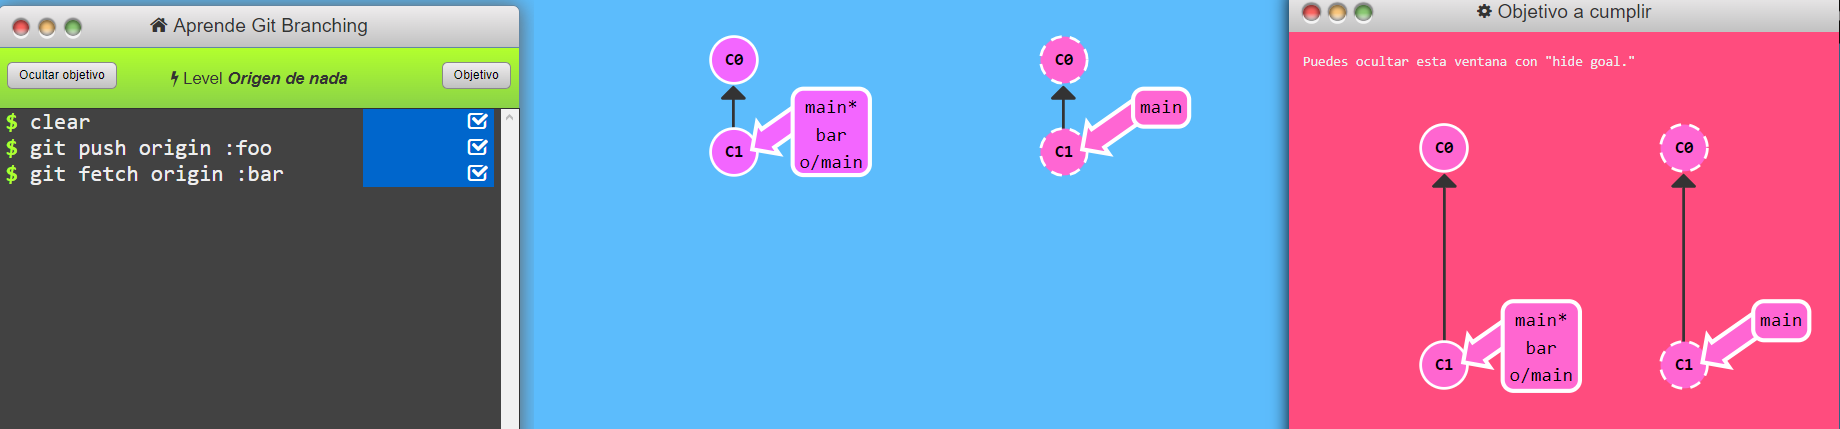 Aprende Git Branching
Ocultar objetivo
Level Origen de nada
Objetivo
$ clear
$ git push origin :foo
$ git fetch origin :bar
C0
C1
main*
bar
o/main
C0
C1
main
Objetivo a cumplir
Puedes ocultar esta ventana con "hide goal."
C0
C1
main*
bar
o/main
C0
C1
main